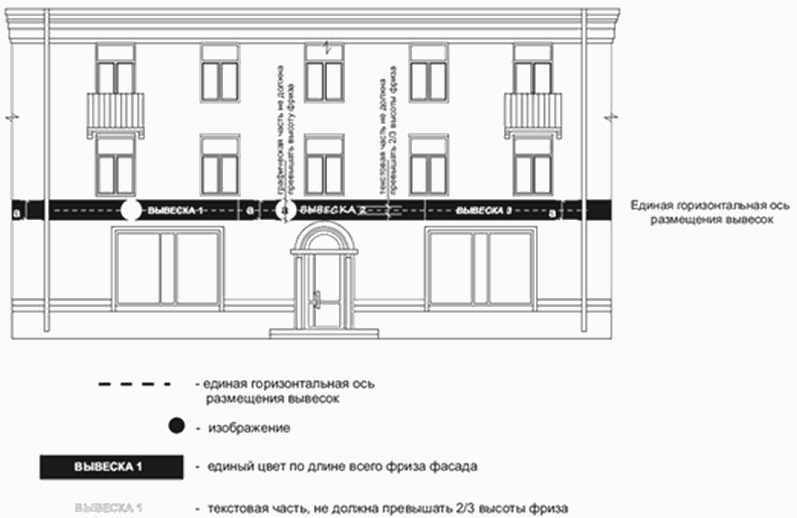 графическая часть не должна
превышать высоту фриза
текстовая часть не должна
превышать 2/3 высоты фриза
а
ВЫВЕСКА 1
а
а
ВЫВЕСКА 2
ВЫВЕСКА 3
а
Единая горизонтальная ось
размещения вывесок
- единая горизонтальная ось
размещения вывесок
- изображение
ВЫВЕСКА 1
- единый цвет по длине всего фриза фасада
ВЫВЕСКА 1
- текстовая часть, не должна превышать 2/3 высоты фриза